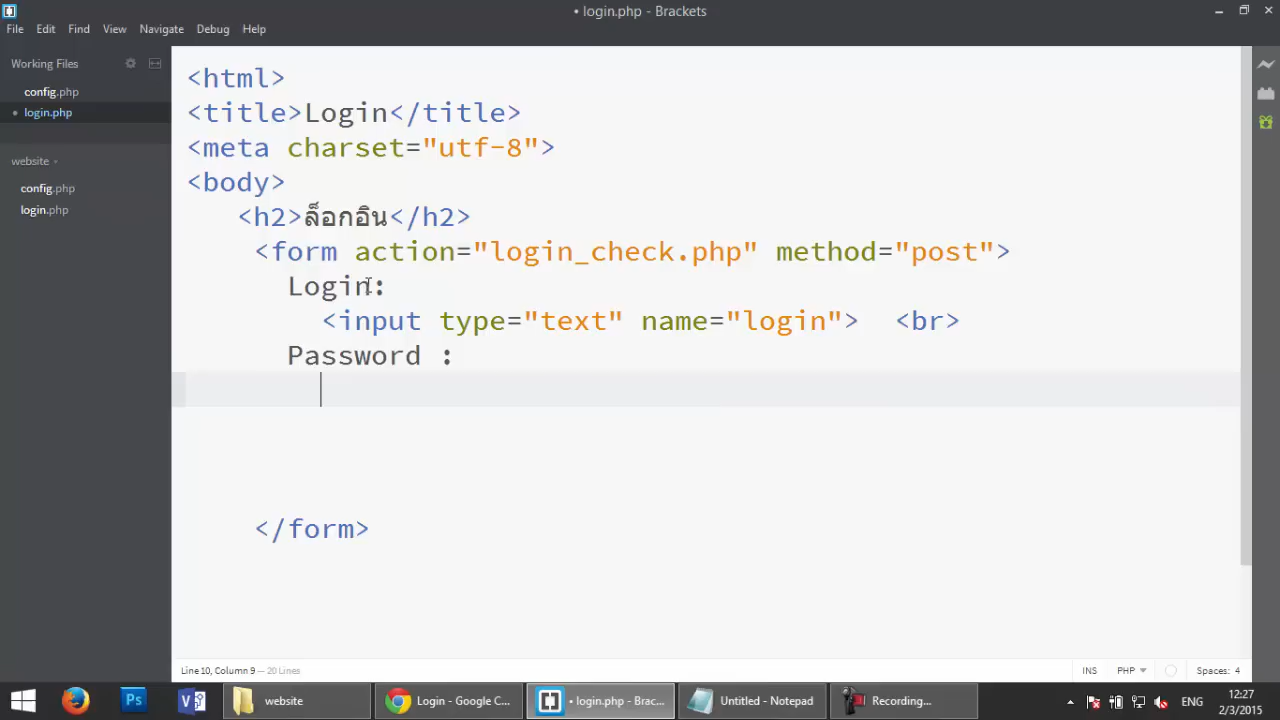 • login.php - Brackets
File Edit Find View Navigate Debug Help
Working Files
config.php
• login.php
website
config.php
login.php
<html>
<title>Login</title>
<meta charset="utf-8">
<body>
<h2>ล็อกอิน</h2>
<form action="login_check.php" method="post">
Login:
<input type="text" name="login"> <br>
Password :
</form>
Line 10, Column 9 — 20 Lines
INS PHP Spaces: 4
Ps
website
Login - Google C...
• login.php - Brac...
Untitled - Notepad
Recording...
ENG
12:27
2/3/2015